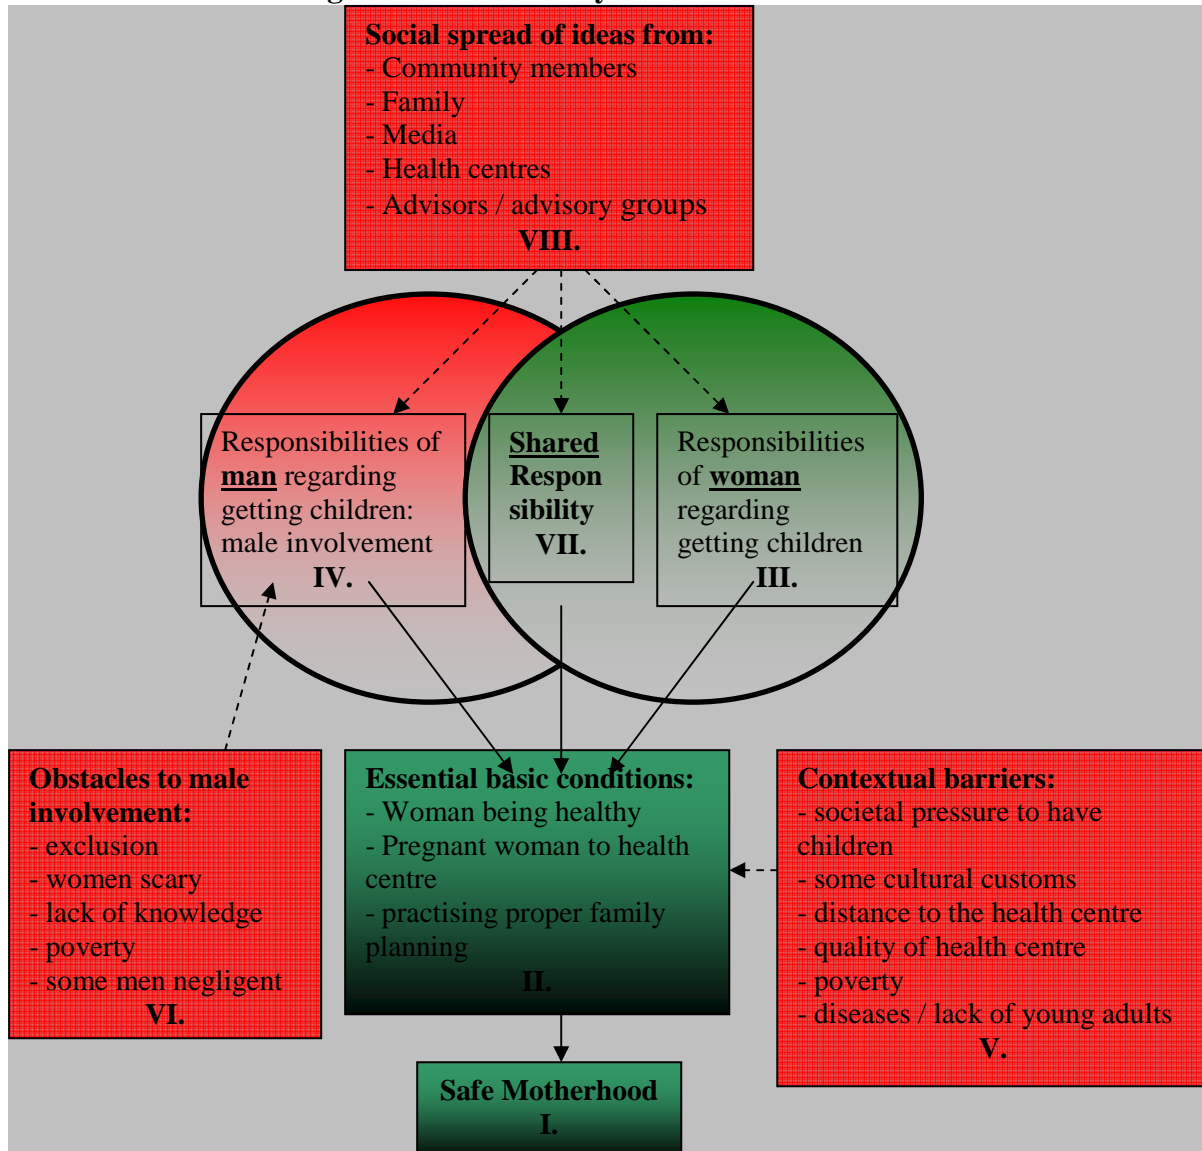 Social spread of ideas from:
- Community members
- Family
- Media
- Health centres
- Advisors / advisory groups
VIII.
Responsibilities of
man regarding
getting children:
male involvement
IV.
Shared
Respon
sibility
VII.
Responsibilities
of woman
regarding
getting children
III.
Obstacles to male
involvement:
- exclusion
- women scary
- lack of knowledge
- poverty
- some men negligent
VI.
Essential basic conditions:
- Woman being healthy
- Pregnant woman to health
centre
- practising proper family
planning
II.
Contextual barriers:
- societal pressure to have
children
- some cultural customs
- distance to the health centre
- quality of health centre
- poverty
- diseases / lack of young adults
V.
Safe Motherhood
I.